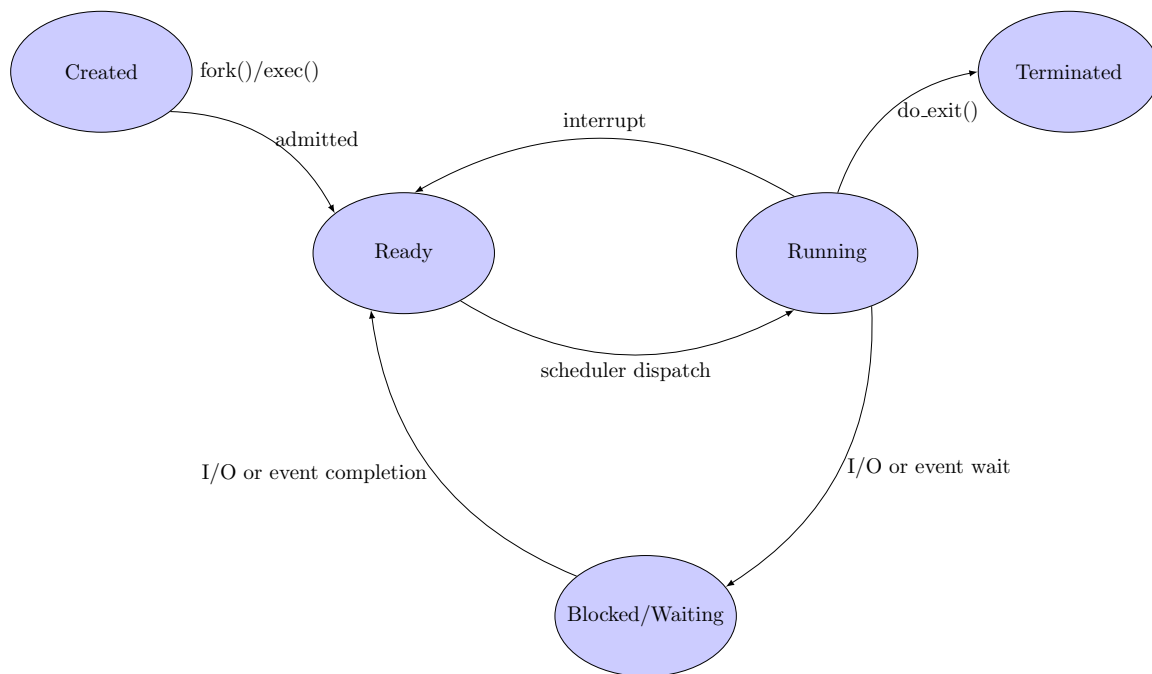 Created
fork()/exec()
Terminated
do_exit()
interrupt
admitted
Ready
Running
scheduler dispatch
I/O or event completion
I/O or event wait
Blocked/Waiting